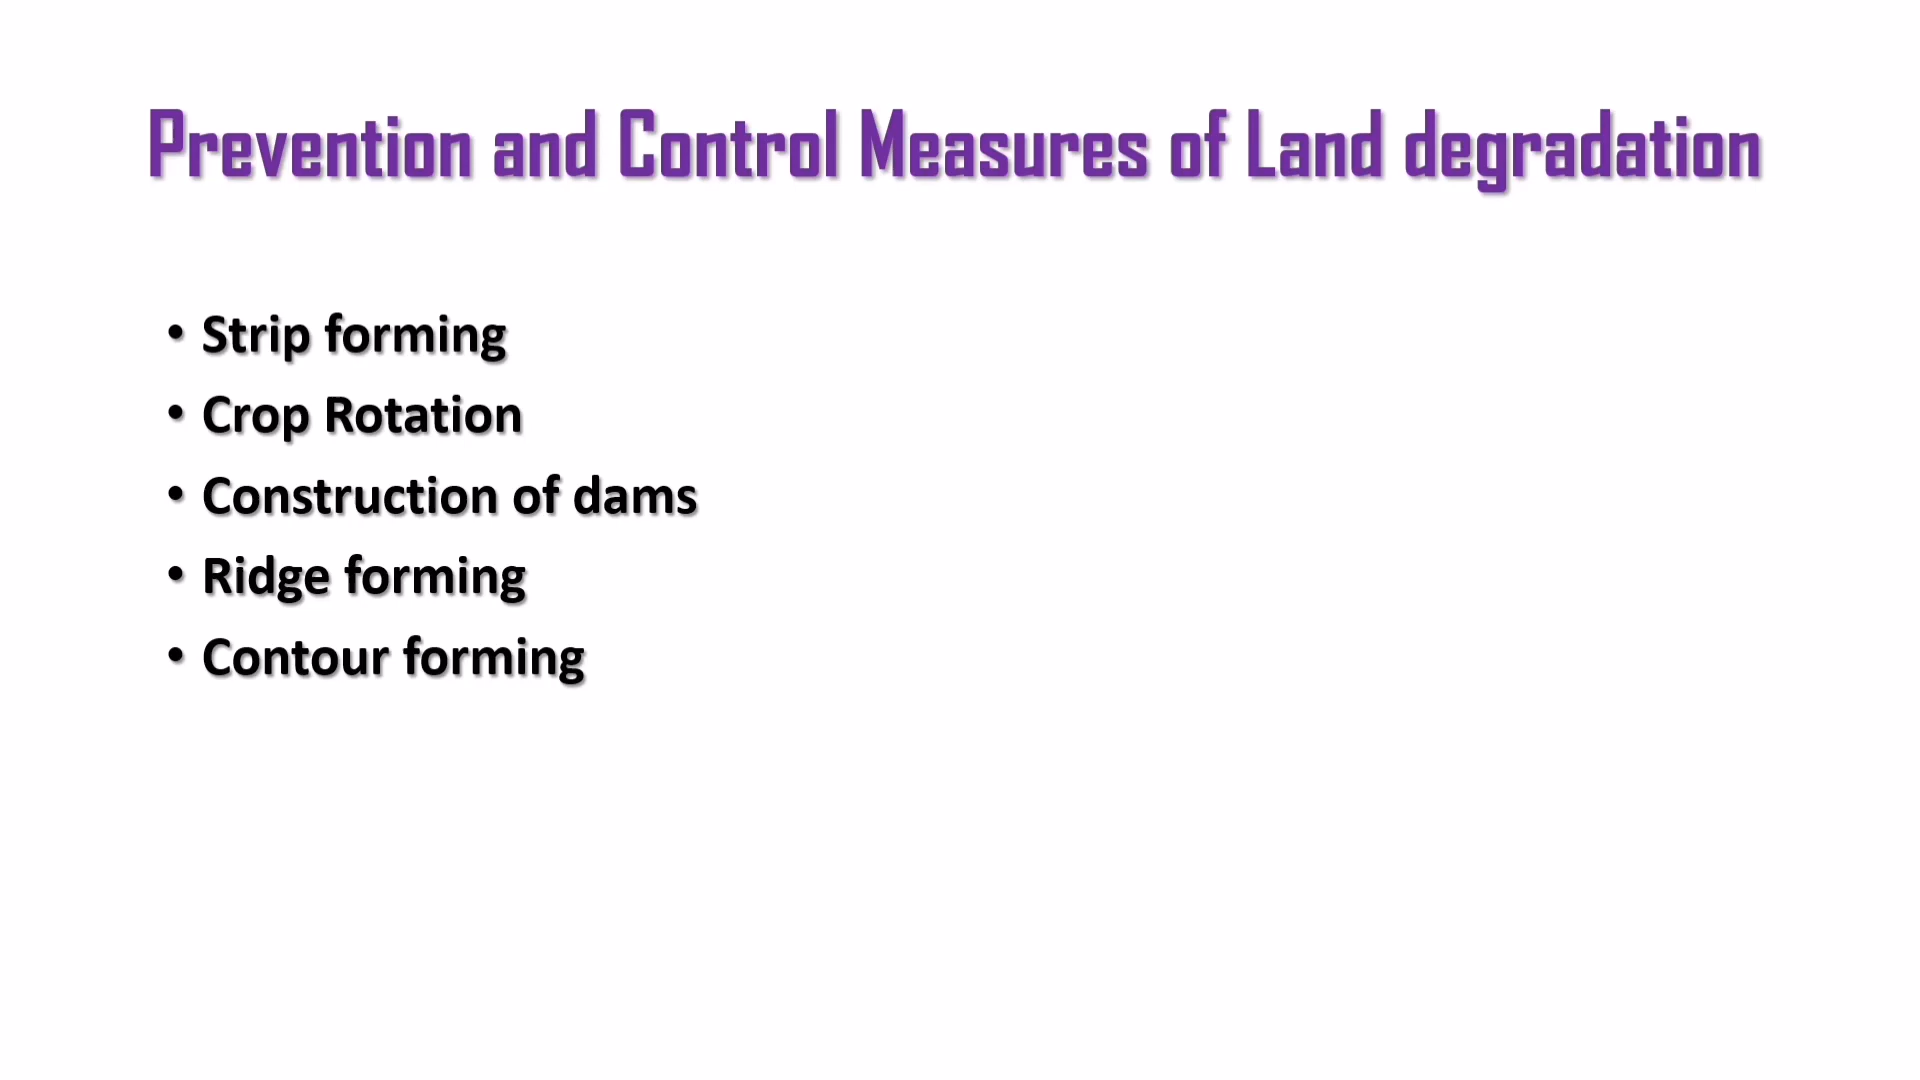 Prevention and Control Measures of Land degradation
• Strip forming
• Crop Rotation
• Construction of dams
• Ridge forming
• Contour forming